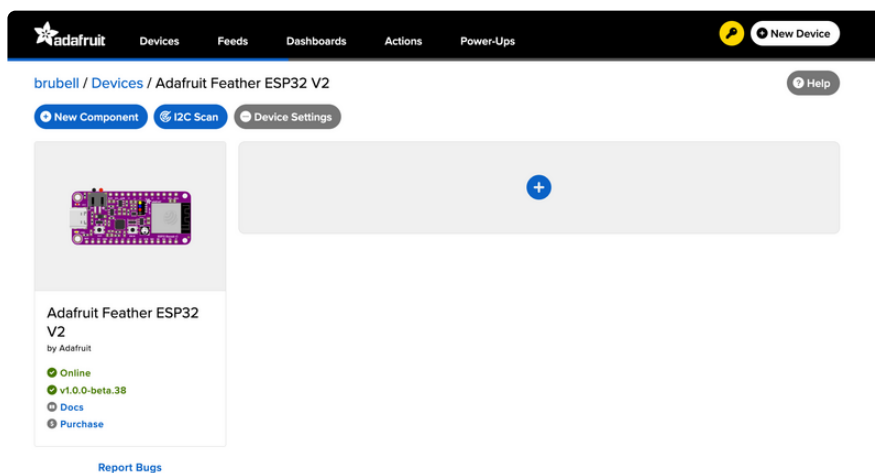 adafruit Devices Feeds Dashboards Actions Power-Ups New Device
brubell / Devices / Adafruit Feather ESP32 V2 Help
New Component I2C Scan Device Settings
Adafruit Feather ESP32
V2
by Adafruit
Online
v1.0.0-beta.38
Docs
Purchase
Report Bugs